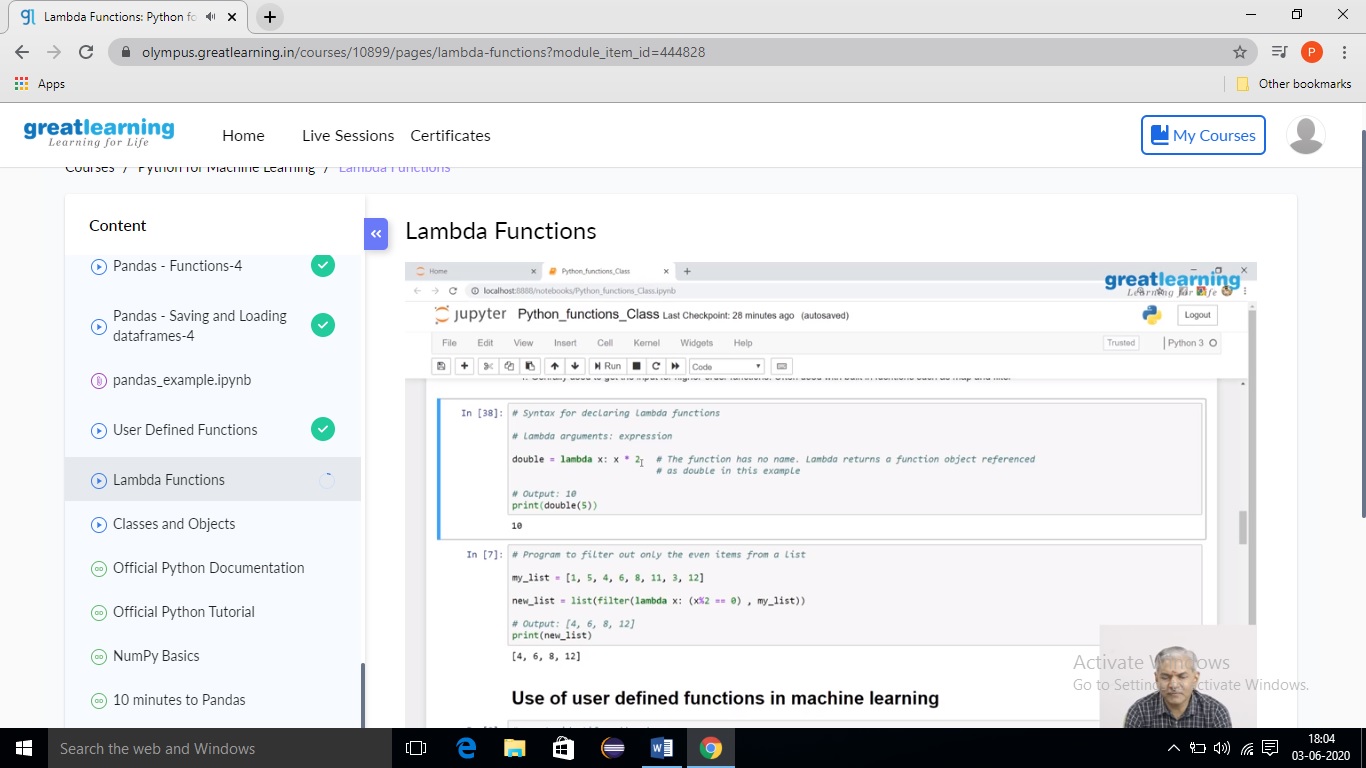 Lambda Functions: Python fo
olympus.greatlearning.in/courses/10899/pages/lambda-functions?module_item_id=444828
P
Apps
Other bookmarks
greatlearning
Learning for Life
Home
Live Sessions
Certificates
My Courses
Courses / Python for Machine Learning / Lambda Functions
Content
Pandas - Functions-4
Pandas - Saving and Loading
dataframes-4
pandas_example.ipynb
User Defined Functions
Lambda Functions
Classes and Objects
Official Python Documentation
Official Python Tutorial
NumPy Basics
10 minutes to Pandas
Lambda Functions
Home
Python_functions_Class
localhost:8888/notebooks/Python_functions_Class.ipynb
greatlearning
Learning for Life
jupyter Python_functions_Class Last Checkpoint: 28 minutes ago (autosaved)
Logout
File Edit View Insert Cell Kernel Widgets Help
Trusted
Python 3
Run
Code
In [38]:
# Syntax for declaring lambda functions
# lambda arguments: expression
double = lambda x: x * 2 # The function has no name. Lambda returns a function object referenced
# as double in this example
# Output: 10
print(double(5))
10
In [7]:
# Program to filter out only the even items from a list
my_list = [1, 5, 4, 6, 8, 11, 3, 12]
new_list = list(filter(lambda x: (x%2 == 0) , my_list))
# Output: [4, 6, 8, 12]
print(new_list)
[4, 6, 8, 12]
Use of user defined functions in machine learning
Activate Windows
Go to Settings to activate Windows.
Search the web and Windows
18:04
03-06-2020